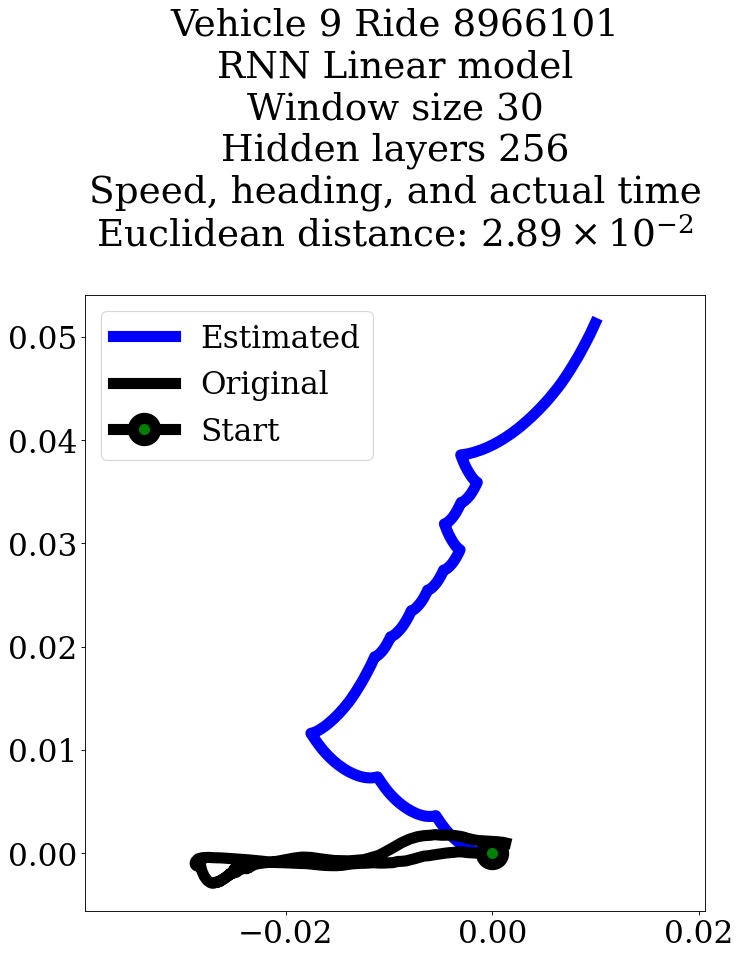 Vehicle 9 Ride 8966101
RNN Linear model
Window size 30
Hidden layers 256
Speed, heading, and actual time
Euclidean distance: 2.89 × 10⁻²
Estimated
Original
Start
0.05
0.04
0.03
0.02
0.01
0.00
−0.02
0.00
0.02